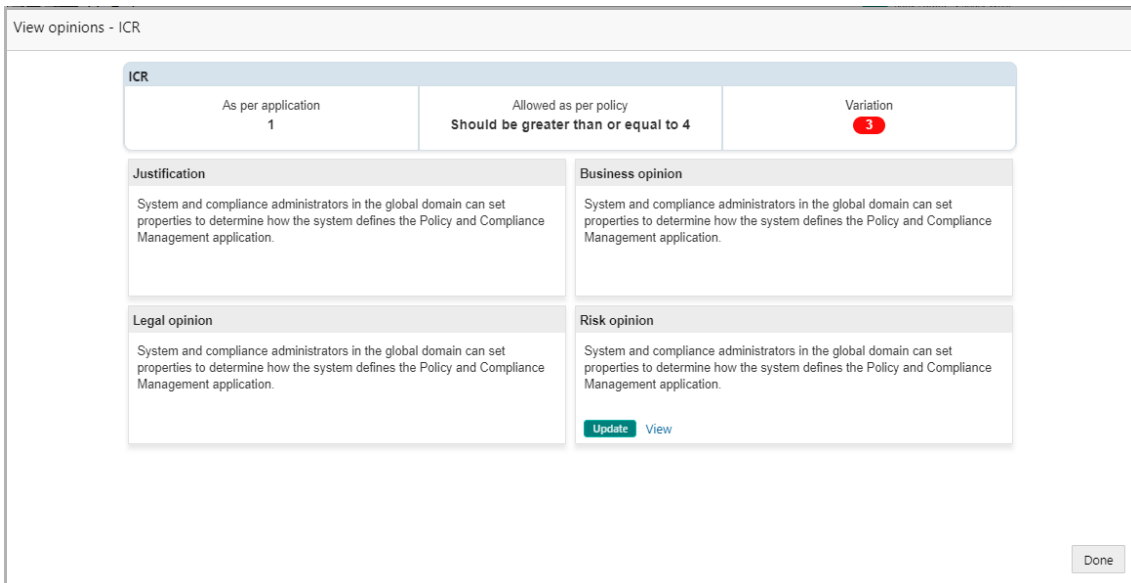 View opinions - ICR
ICR
As per application
1
Allowed as per policy
Should be greater than or equal to 4
Variation
3
Justification
System and compliance administrators in the global domain can set
properties to determine how the system defines the Policy and Compliance
Management application.
Business opinion
System and compliance administrators in the global domain can set
properties to determine how the system defines the Policy and Compliance
Management application.
Legal opinion
System and compliance administrators in the global domain can set
properties to determine how the system defines the Policy and Compliance
Management application.
Risk opinion
System and compliance administrators in the global domain can set
properties to determine how the system defines the Policy and Compliance
Management application.
Update View
Done